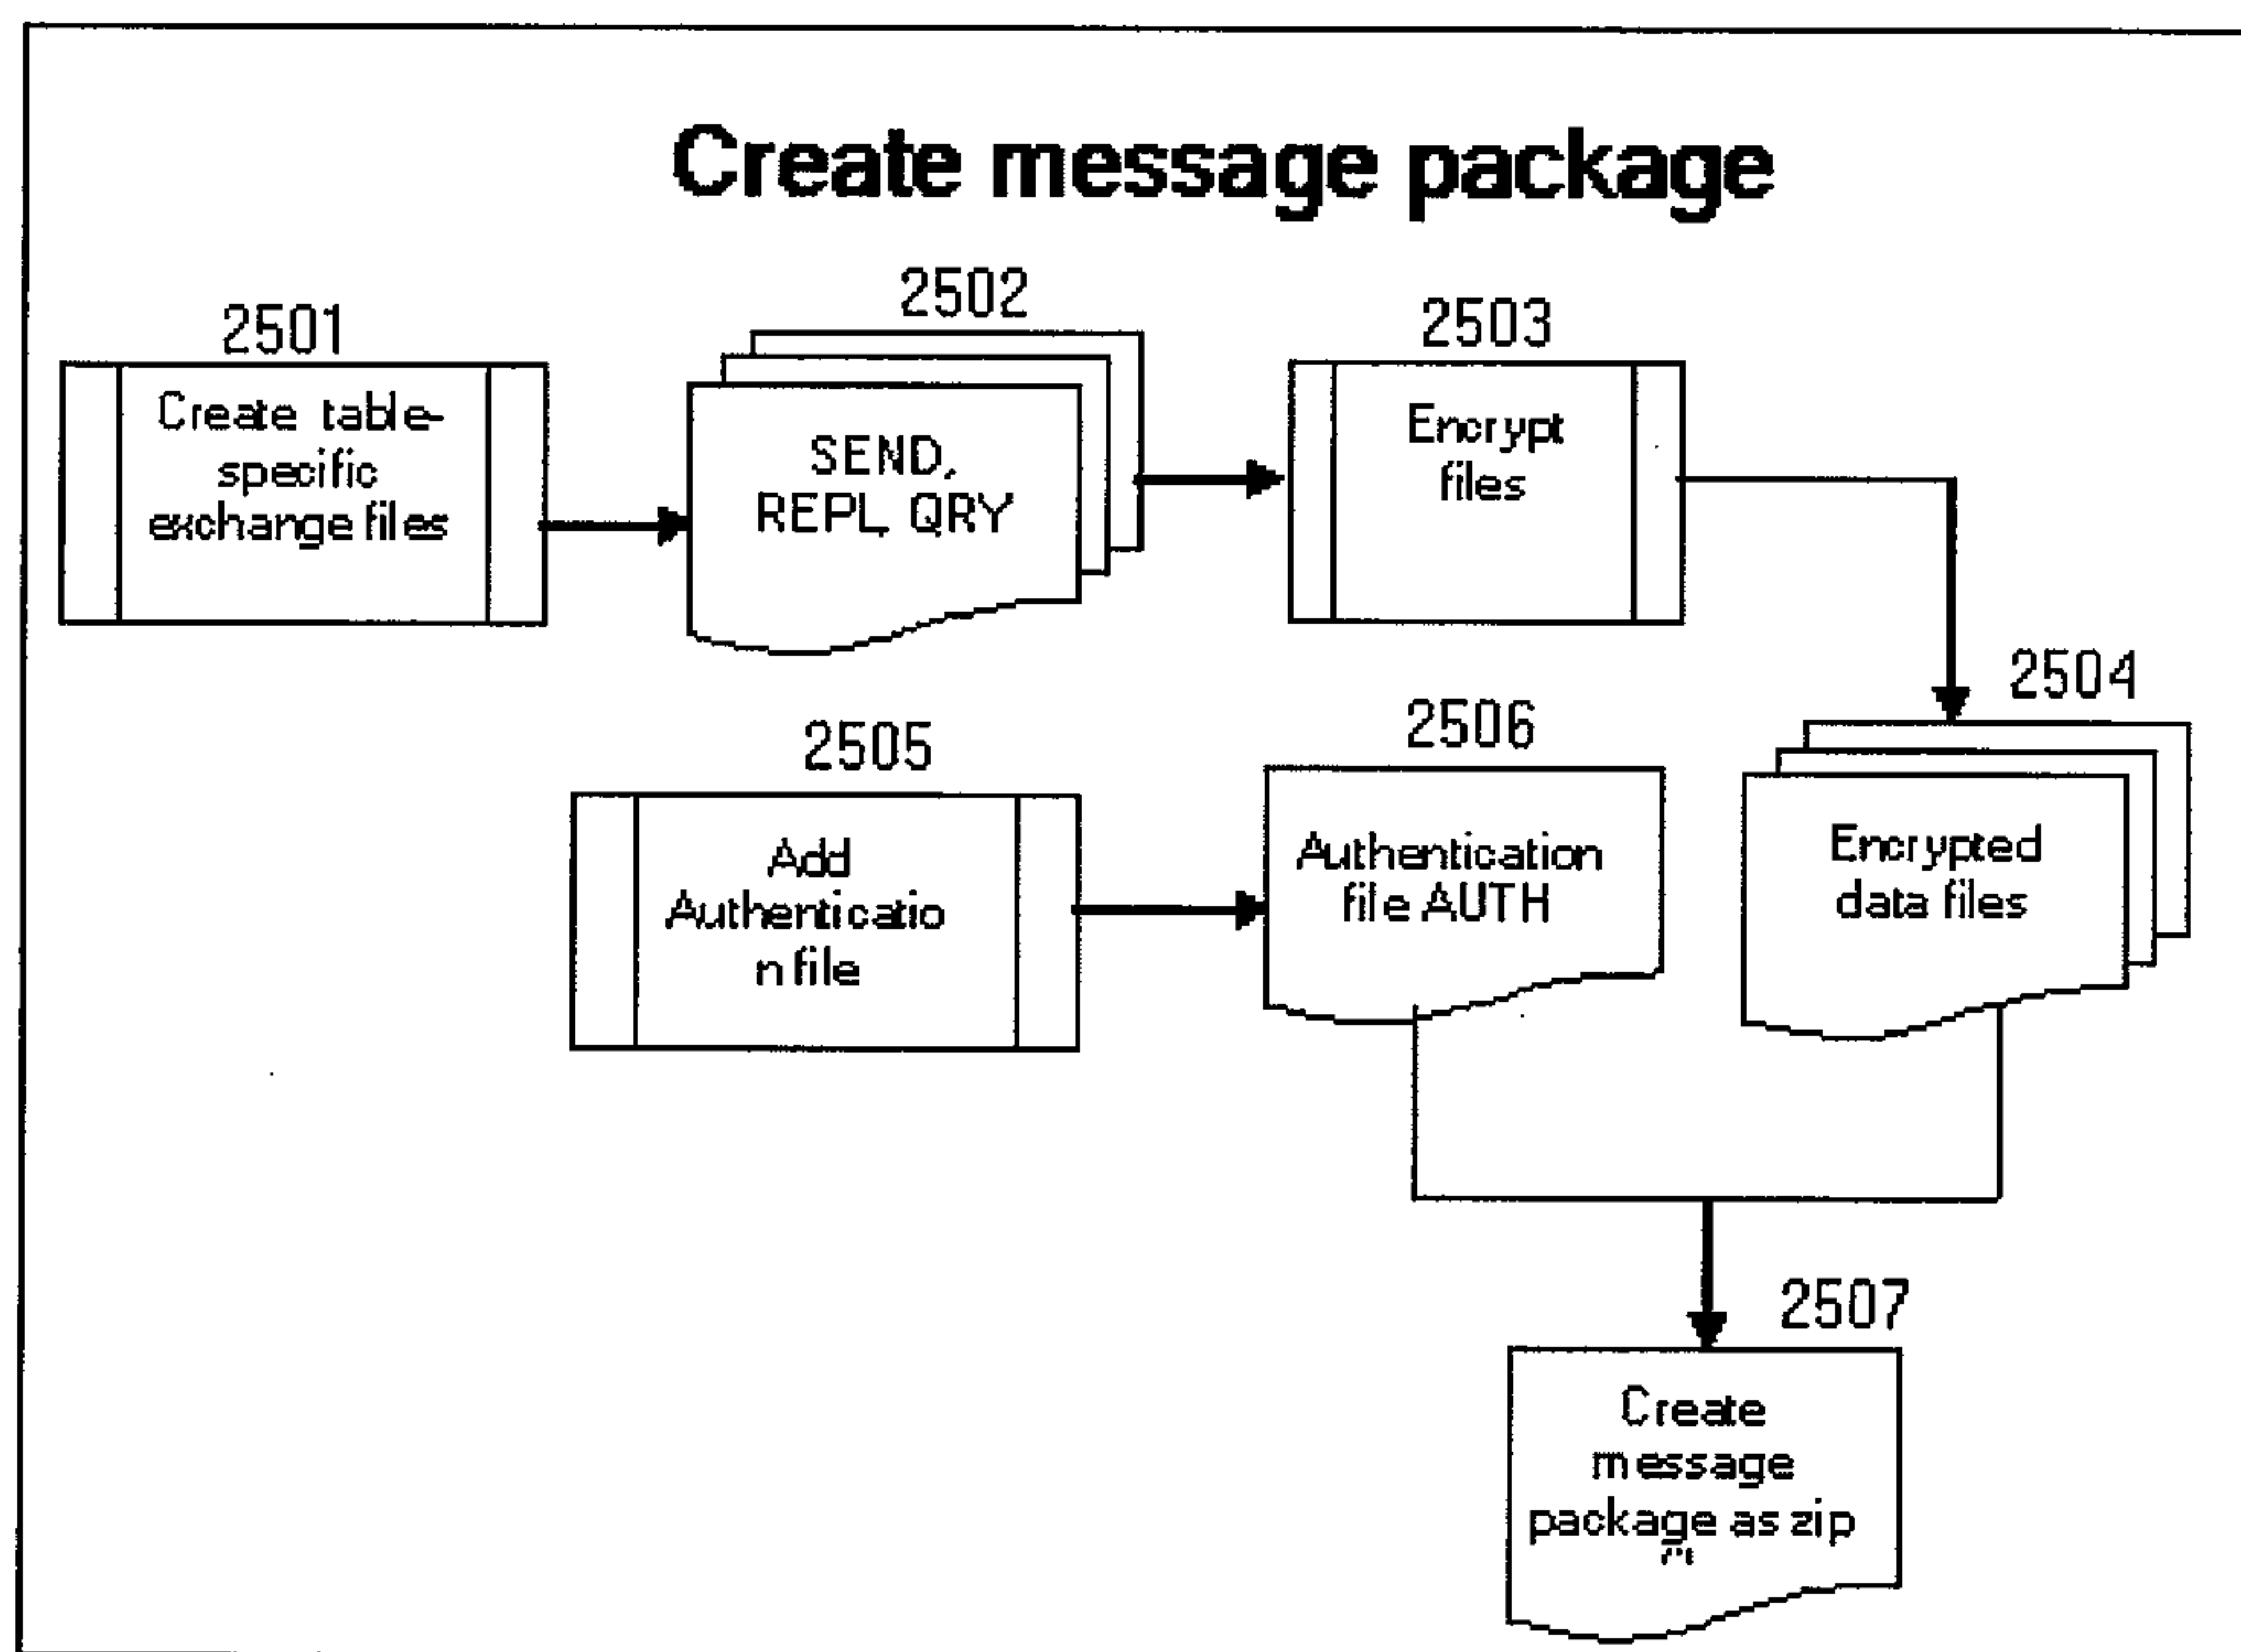 Create message package
2501
Create table-
specific
exchange files
2502
SEND,
REPL QRY
2503
Encrypt
files
2504
Encrypted
data files
2505
Add
Authenticatio
n file
2506
Authentication
file AUTH
2507
Create
message
package as zip